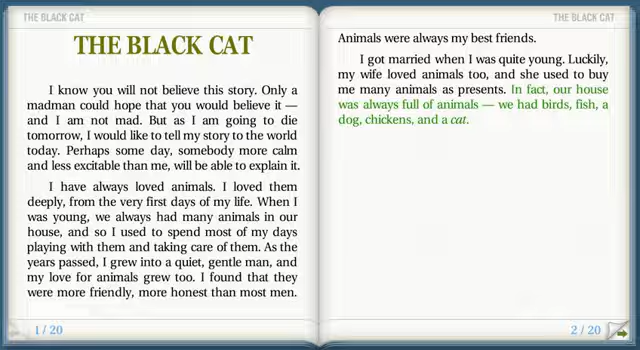 THE BLACK CAT
THE BLACK CAT
I know you will not believe this story. Only a
madman could hope that you would believe it —
and I am not mad. But as I am going to die
tomorrow, I would like to tell my story to the world
today. Perhaps some day, somebody more calm
and less excitable than me, will be able to explain it.
I have always loved animals. I loved them
deeply, from the very first days of my life. When I
was young, we always had many animals in our
house, and so I used to spend most of my days
playing with them and taking care of them. As the
years passed, I grew into a quiet, gentle man, and
my love for animals grew too. I found that they
were more friendly, more honest than most men.
1 / 20
THE BLACK CAT
Animals were always my best friends.
I got married when I was quite young. Luckily,
my wife loved animals too, and she used to buy
me many animals as presents. In fact, our house
was always full of animals — we had birds, fish, a
dog, chickens, and a cat.
2 / 20